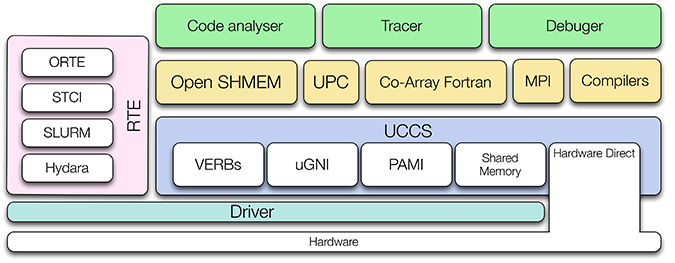 Code analyser
Tracer
Debuger
ORTE
STCI
SLURM
Hydara
RTE
Open SHMEM
UPC
Co-Array Fortran
MPI
Compilers
UCCS
VERBs
uGNI
PAMI
Shared
Memory
Hardware Direct
Driver
Hardware